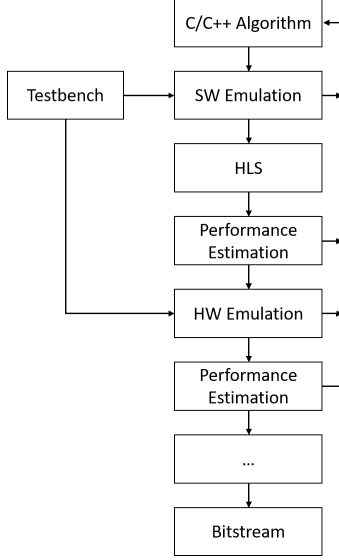 C/C++ Algorithm
Testbench
SW Emulation
HLS
Performance
Estimation
HW Emulation
Performance
Estimation
...
Bitstream